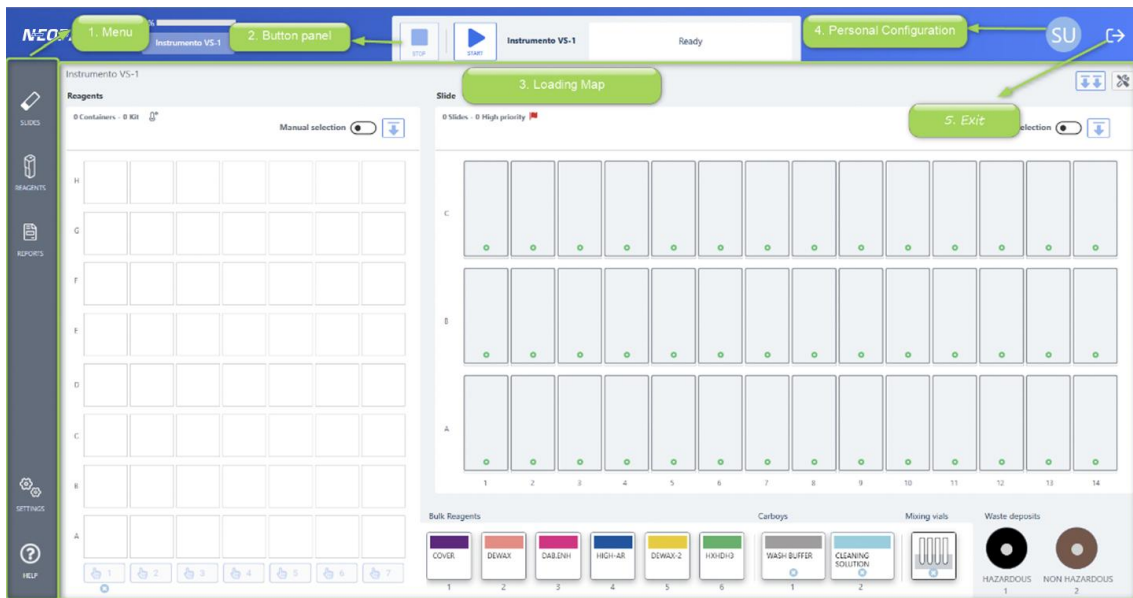 %
1. Menu
Instrumento VS-1
2. Button panel
STOP
START
Instrumento VS-1
Ready
4. Personal Configuration
SU
Instrumento VS-1
3. Loading Map
Reagents
Slide
0 Containers - 0 Kit
Manual selection
0 Slides - 0 High priority
5. Exit
SLIDES
REAGENTS
REPORTS
SETTINGS
HELP
H
G
F
E
D
C
B
A
1 2 3 4 5 6 7
C
B
A
1 2 3 4 5 6 7 8 9 10 11 12 13 14
Bulk Reagents
Carboys
Mixing vials
Waste deposits
COVER
DEWAX
DAB.ENH
HIGH-AR
DEWAX-2
WASH BUFFER
CLEANING
SOLUTION
1 2 3 4 5 6
1 2
HAZARDOUS
1
NON HAZARDOUS
2